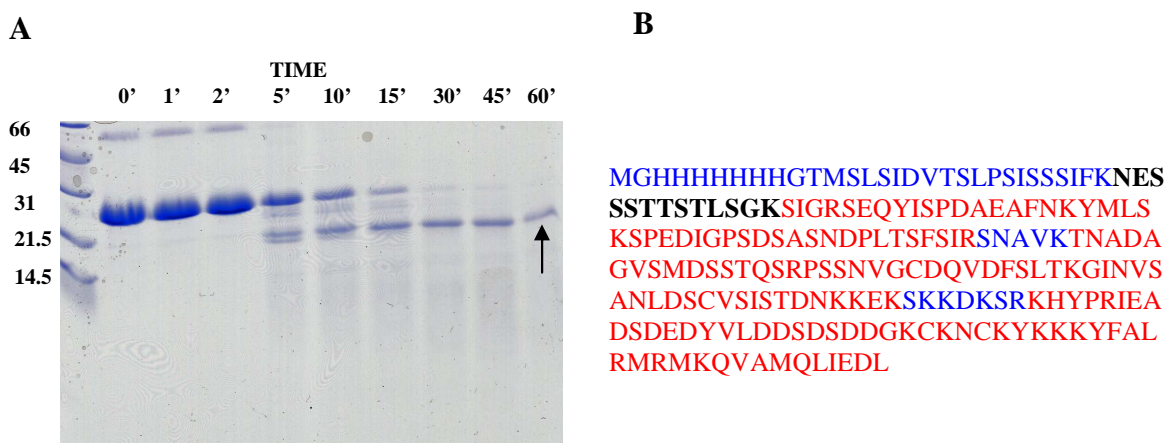 A
B
TIME
0’ 1’ 2’ 5’ 10’ 15’ 30’ 45’ 60’
66
45
31
21.5
14.5
MGHHHHHHHGTMSLSIDVTSLPSISSSIFKNES
SSTTSTLSGKSIGRSEQYISPDAEAFNKYMLS
KSPEDIGPSDSASNDPLTSFSIRSNAVKTNADA
GVSMDSSTQSRPSSNVGCDQVDFSLTKGINVS
ANLDSCVSISTDNKKEKSKKDKSRKHYPRIEA
DSDEDYVLDDSDSDDGKCKNCKYKKKYFAL
RMRMKQVAMQLIEDL